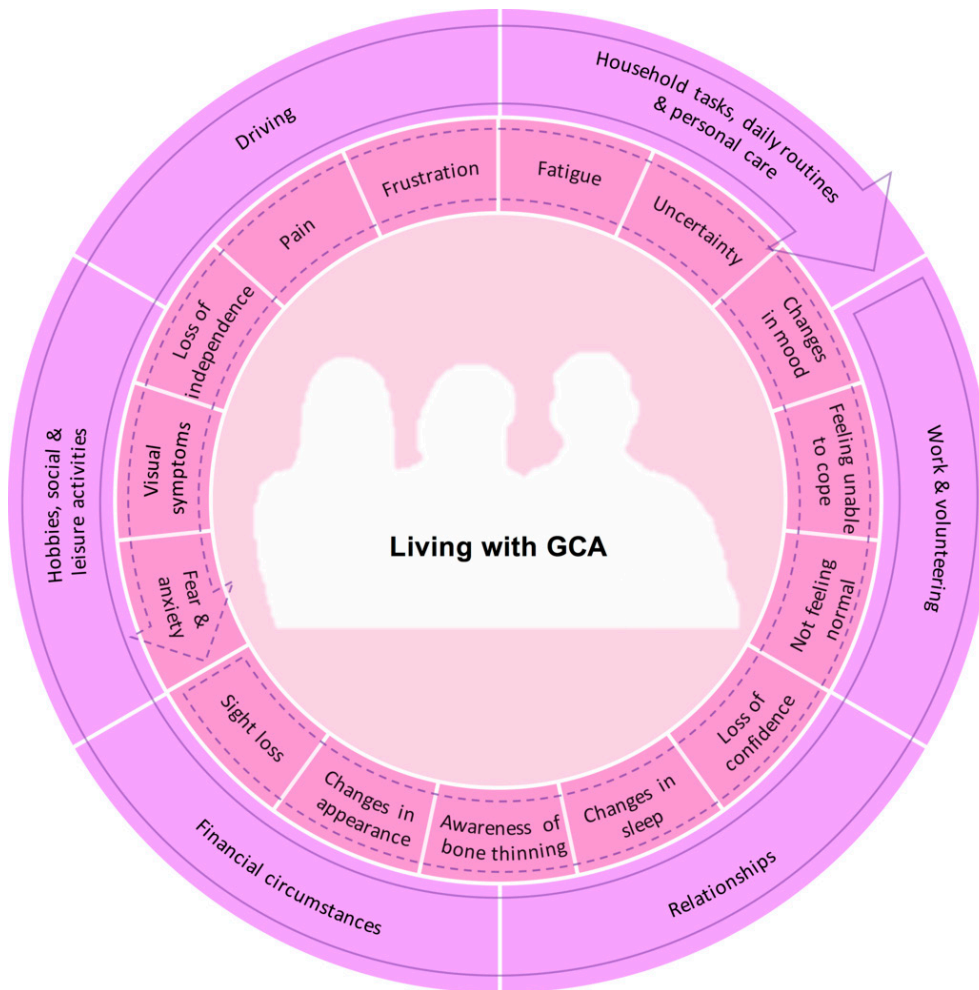 Household tasks, daily routines
& personal care
Work & volunteering
Relationships
Financial circumstances
Hobbies, social &
leisure activities
Driving
Fatigue
Uncertainty
Changes
in mood
Feeling unable
to cope
Not feeling
normal
Loss of
confidence
Changes in
sleep
Awareness of
bone thinning
Changes in
appearance
Sight loss
Fear &
anxiety
Visual
symptoms
Loss of
independence
Pain
Frustration
Living with GCA